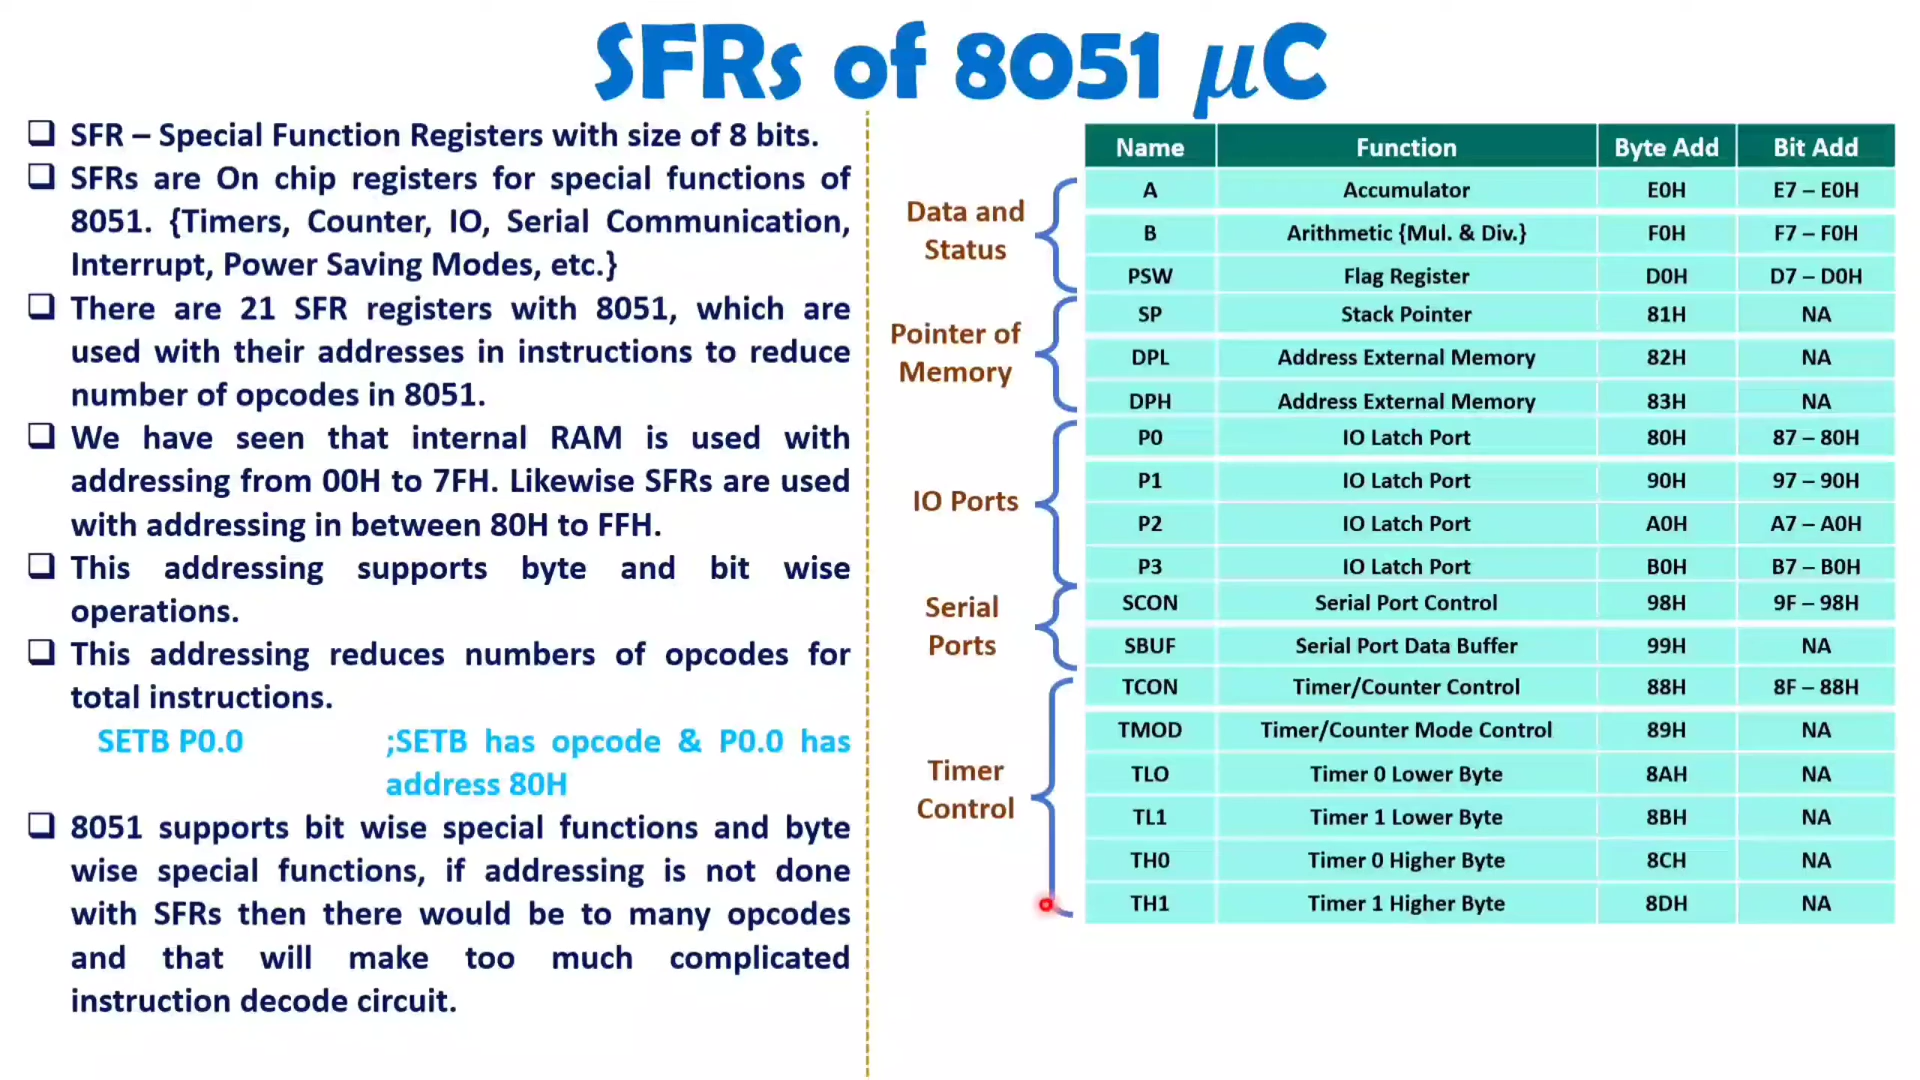 SFRs of 8051 μC
❑ SFR – Special Function Registers with size of 8 bits.
❑ SFRs are On chip registers for special functions of
8051. {Timers, Counter, IO, Serial Communication,
Interrupt, Power Saving Modes, etc.}
❑ There are 21 SFR registers with 8051, which are
used with their addresses in instructions to reduce
number of opcodes in 8051.
❑ We have seen that internal RAM is used with
addressing from 00H to 7FH. Likewise SFRs are used
with addressing in between 80H to FFH.
❑ This addressing supports byte and bit wise
operations.
❑ This addressing reduces numbers of opcodes for
total instructions.
SETB P0.0 ;SETB has opcode & P0.0 has
address 80H
❑ 8051 supports bit wise special functions and byte
wise special functions, if addressing is not done
with SFRs then there would be to many opcodes
and that will make too much complicated
instruction decode circuit.
Data and
Status
Pointer of
Memory
IO Ports
Serial
Ports
Timer
Control
Name Function Byte Add Bit Add
A Accumulator E0H E7 – E0H
B Arithmetic {Mul. & Div.} F0H F7 – F0H
PSW Flag Register D0H D7 – D0H
SP Stack Pointer 81H NA
DPL Address External Memory 82H NA
DPH Address External Memory 83H NA
P0 IO Latch Port 80H 87 – 80H
P1 IO Latch Port 90H 97 – 90H
P2 IO Latch Port A0H A7 – A0H
P3 IO Latch Port B0H B7 – B0H
SCON Serial Port Control 98H 9F – 98H
SBUF Serial Port Data Buffer 99H NA
TCON Timer/Counter Control 88H 8F – 88H
TMOD Timer/Counter Mode Control 89H NA
TLO Timer 0 Lower Byte 8AH NA
TL1 Timer 1 Lower Byte 8BH NA
TH0 Timer 0 Higher Byte 8CH NA
TH1 Timer 1 Higher Byte 8DH NA